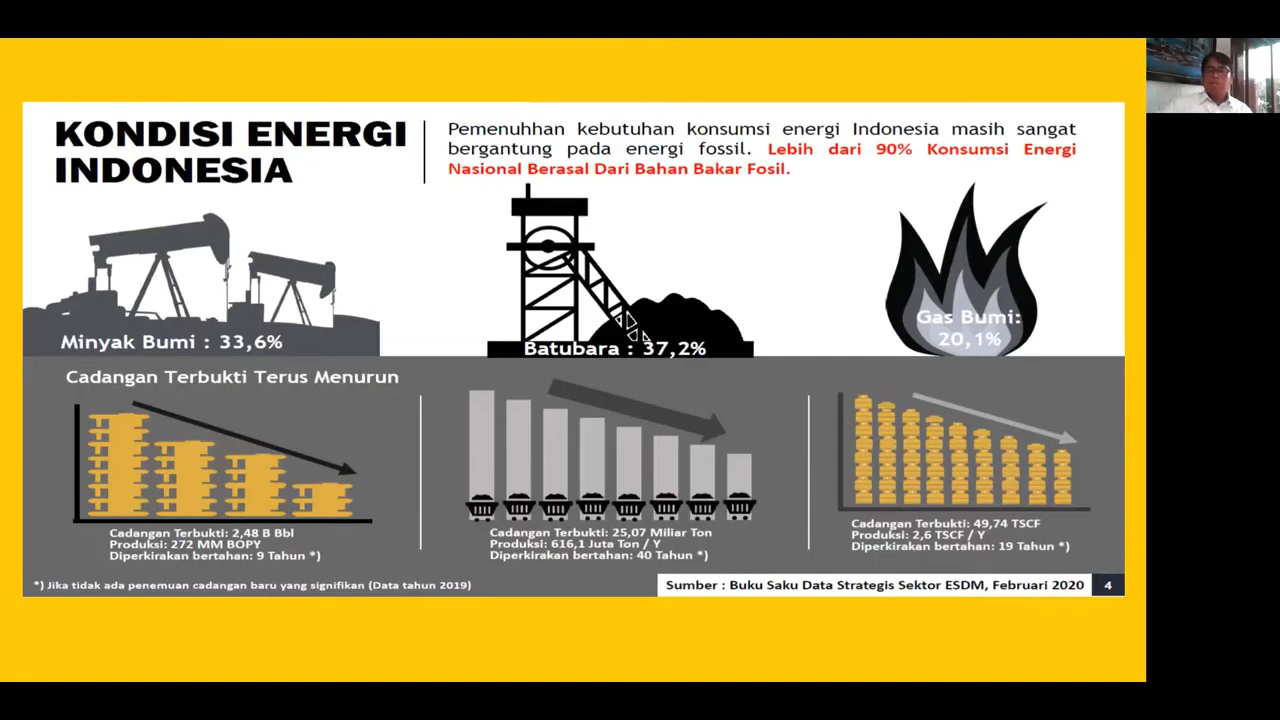 KONDISI ENERGI
INDONESIA
Pemenuhhan kebutuhan konsumsi energi Indonesia masih sangat
bergantung pada energi fossil. Lebih dari 90% Konsumsi Energi
Nasional Berasal Dari Bahan Bakar Fosil.
Minyak Bumi : 33,6%
Batubara : 37,2%
Gas Bumi:
20,1%
Cadangan Terbukti Terus Menurun
Cadangan Terbukti: 2,48 B Bbl
Produksi: 272 MM BOPY
Diperkirakan bertahan: 9 Tahun *)
Cadangan Terbukti: 25,07 Miliar Ton
Produksi: 616,1 Juta Ton / Y
Diperkirakan bertahan: 40 Tahun *)
Cadangan Terbukti: 49,74 TSCF
Produksi: 2,6 TSCF / Y
Diperkirakan bertahan: 19 Tahun *)
*) Jika tidak ada penemuan cadangan baru yang signifikan (Data tahun 2019)
Sumber : Buku Saku Data Strategis Sektor ESDM, Februari 2020
4